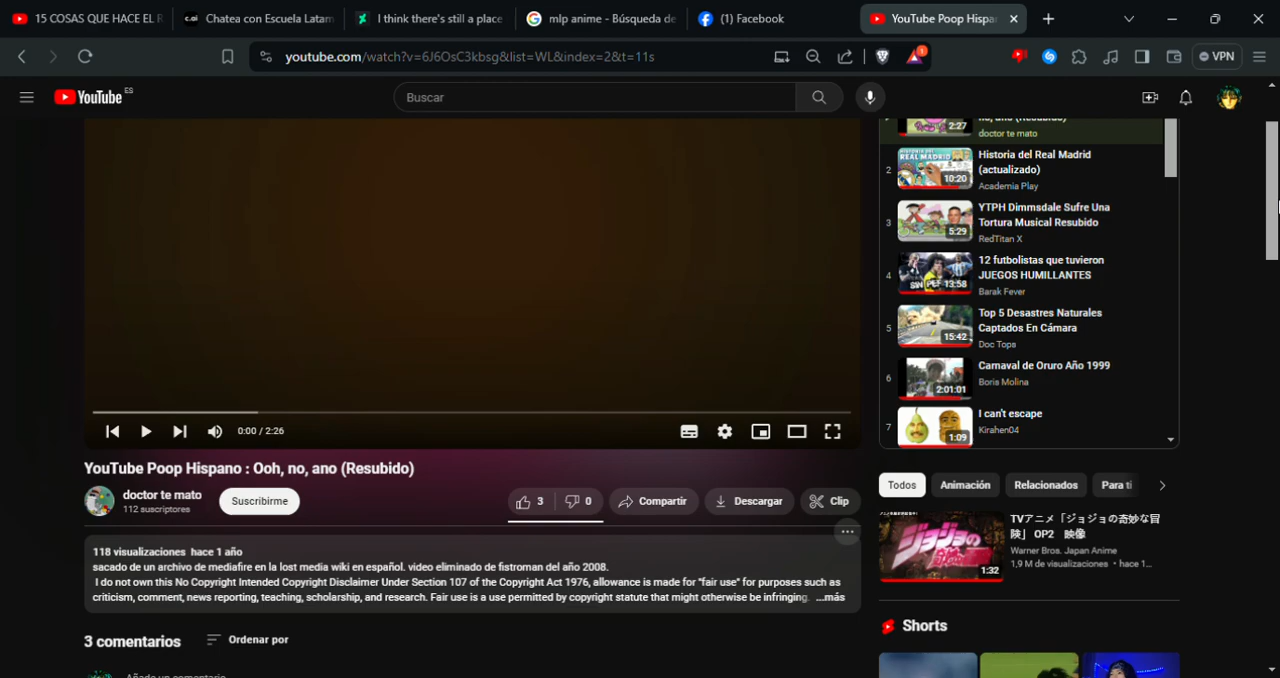 15 COSAS QUE HACE EL R
c.ai Chatea con Escuela Latam
I think there's still a place
mlp anime - Búsqueda de
(1) Facebook
YouTube Poop Hispa
youtube.com/watch?v=6J6OsC3kbsg&list=WL&index=2&t=11s
VPN
YouTube ES
Buscar
no, ano (Resubido)
doctor te mato
2:27
2
HISTORIA DEL REAL MADRID
10:20
Historia del Real Madrid
(actualizado)
Academia Play
3
5:29
YTPH Dimmsdale Sufre Una
Tortura Musical Resubido
RedTitan X
4
13:58
12 futbolistas que tuvieron
JUEGOS HUMILLANTES
Barak Fever
5
15:42
Top 5 Desastres Naturales
Captados En Cámara
Doc Tops
6
2:01:01
Carnaval de Oruro Año 1999
Boris Molina
7
1:09
I can't escape
Kirahen04
0:00 / 2:26
YouTube Poop Hispano : Ooh, no, ano (Resubido)
doctor te mato
112 suscriptores
Suscribirme
3
0
Compartir
Descargar
Clip
118 visualizaciones hace 1 año
sacado de un archivo de mediafire en la lost media wiki en español. video eliminado de fistroman del año 2008.
I do not own this No Copyright Intended Copyright Disclaimer Under Section 107 of the Copyright Act 1976, allowance is made for "fair use" for purposes such as
criticism, comment, news reporting, teaching, scholarship, and research. Fair use is a use permitted by copyright statute that might otherwise be infringing. ...más
3 comentarios
Ordenar por
Añade un comentario
Todos
Animación
Relacionados
Para ti
1:32
TVアニメ「ジョジョの奇妙な冒
険」 OP2 映像
Warner Bros. Japan Anime
1,9 M de visualizaciones • hace 1...
Shorts